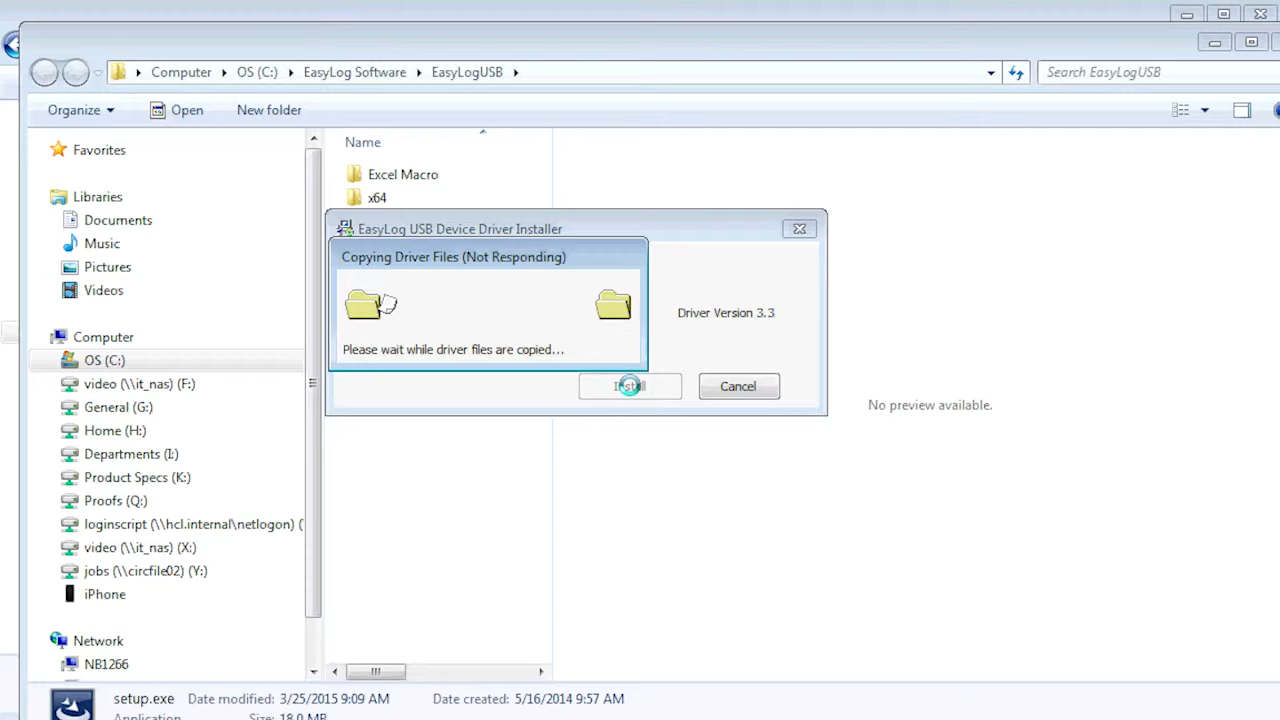 Computer OS (C:) EasyLog Software EasyLogUSB
Search EasyLogUSB
Organize Open New folder
Name
Favorites
Excel Macro
x64
Libraries
Documents
Music
Pictures
Videos
EasyLog USB Device Driver Installer
Copying Driver Files (Not Responding)
Driver Version 3.3
Please wait while driver files are copied...
Install Cancel
No preview available.
Computer
OS (C:)
video (\\it_nas) (F:)
General (G:)
Home (H:)
Departments (I:)
Product Specs (K:)
Proofs (Q:)
loginscript (\\hcl.internal\netlogon) (
video (\\it_nas) (X:)
jobs (\\circfile02) (Y:)
iPhone
Network
NB1266
setup.exe Date modified: 3/25/2015 9:09 AM Date created: 5/16/2014 9:57 AM
Application Size: 18.0 MB